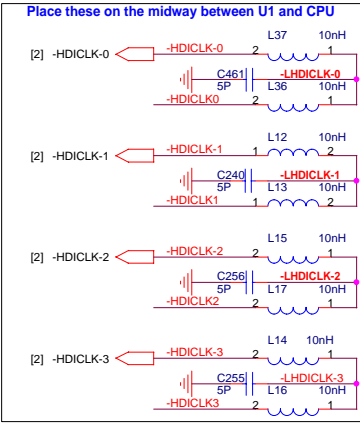 Place these on the midway between U1 and CPU
L37 10nH
[2] -HDICLK-0 -HDICLK-0 2 1
C461 -LHDICLK-0
5P L36 10nH
-HDICLK0 2 1
L12 10nH
[2] -HDICLK-1 -HDICLK-1 1 2
C240 -LHDICLK-1
5P L13 10nH
-HDICLK1 1 2
L15 10nH
[2] -HDICLK-2 -HDICLK-2 2 1
C256 -LHDICLK-2
5P L17 10nH
-HDICLK2 2 1
L14 10nH
[2] -HDICLK-3 -HDICLK-3 2 1
C255 -LHDICLK-3
5P L16 10nH
-HDICLK3 2 1